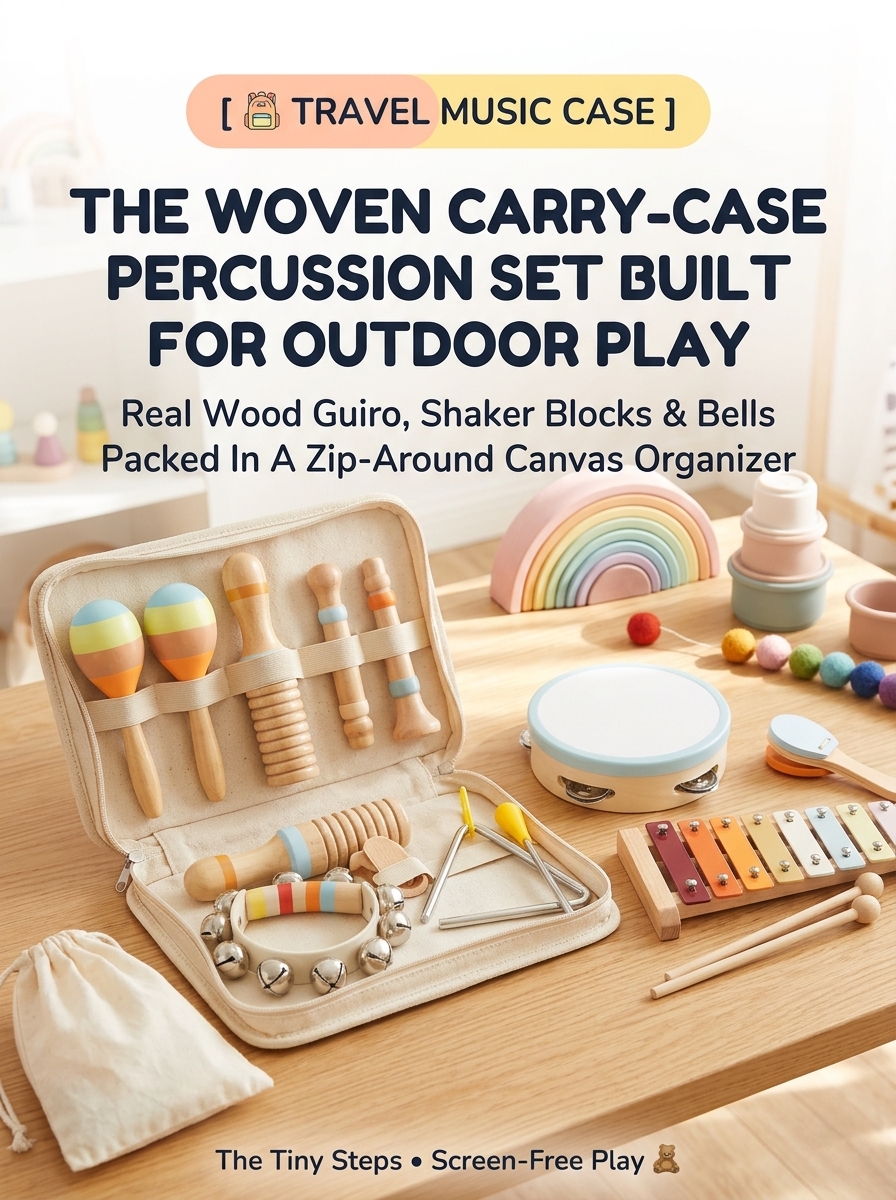 [ 🎒 TRAVEL MUSIC CASE ]
THE WOVEN CARRY-CASE
PERCUSSION SET BUILT
FOR OUTDOOR PLAY
Real Wood Guiro, Shaker Blocks & Bells
Packed In A Zip-Around Canvas Organizer
The Tiny Steps • Screen-Free Play 🧸